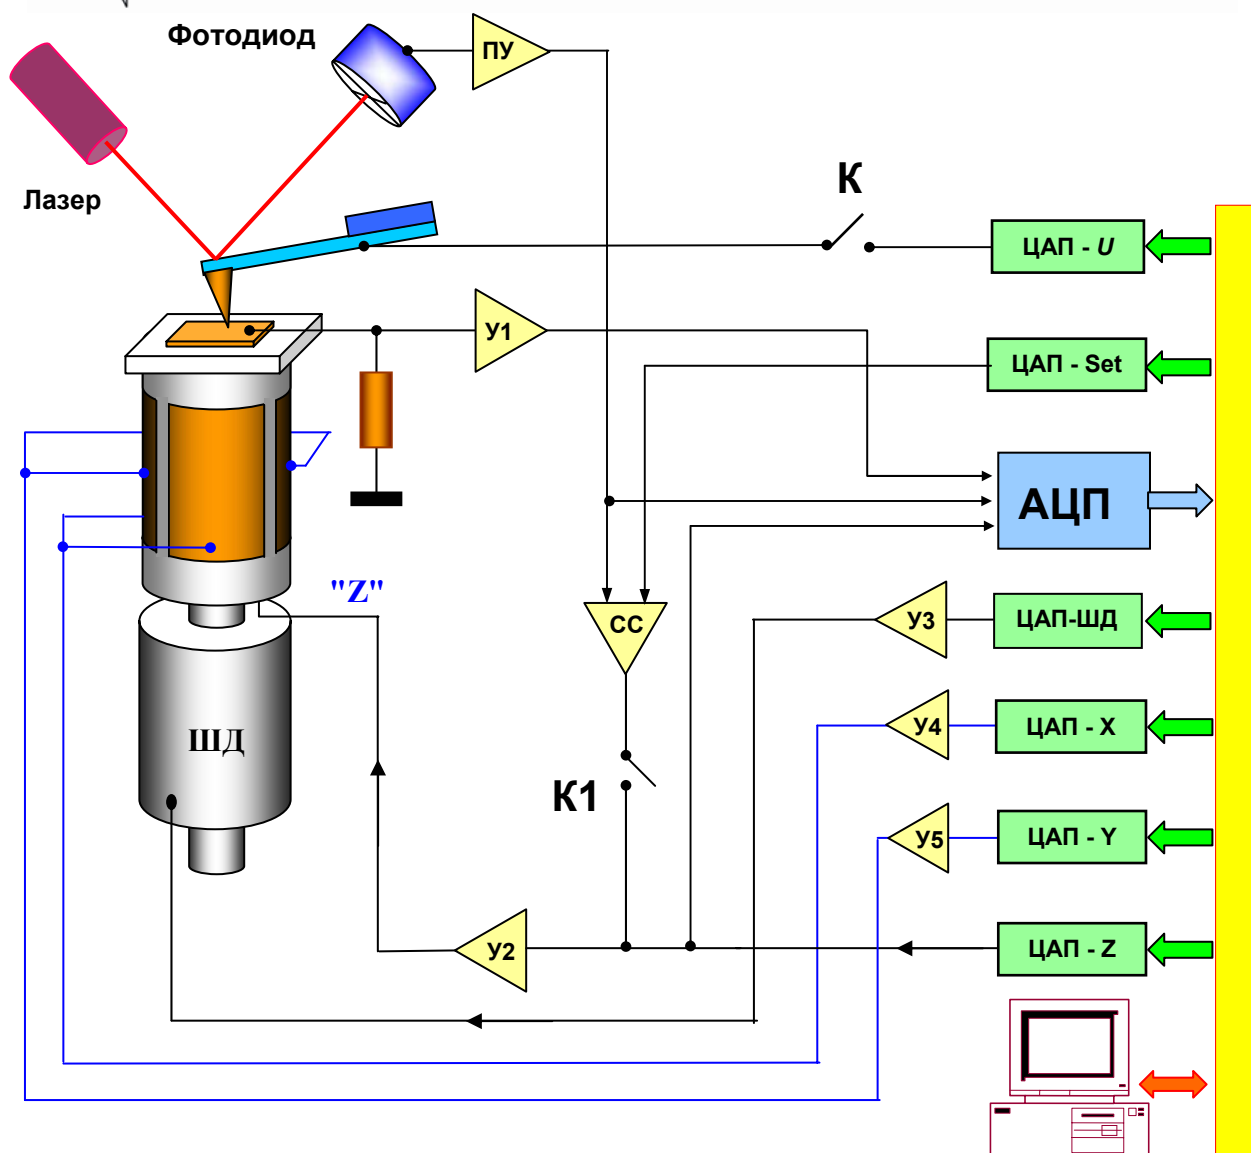 Фотодиод
ПУ
Лазер
К
ЦАП - U
У1
ЦАП - Set
АЦП
"Z"
СС
У3
ЦАП-ШД
ШД
У4
ЦАП - X
К1
У5
ЦАП - Y
У2
ЦАП - Z